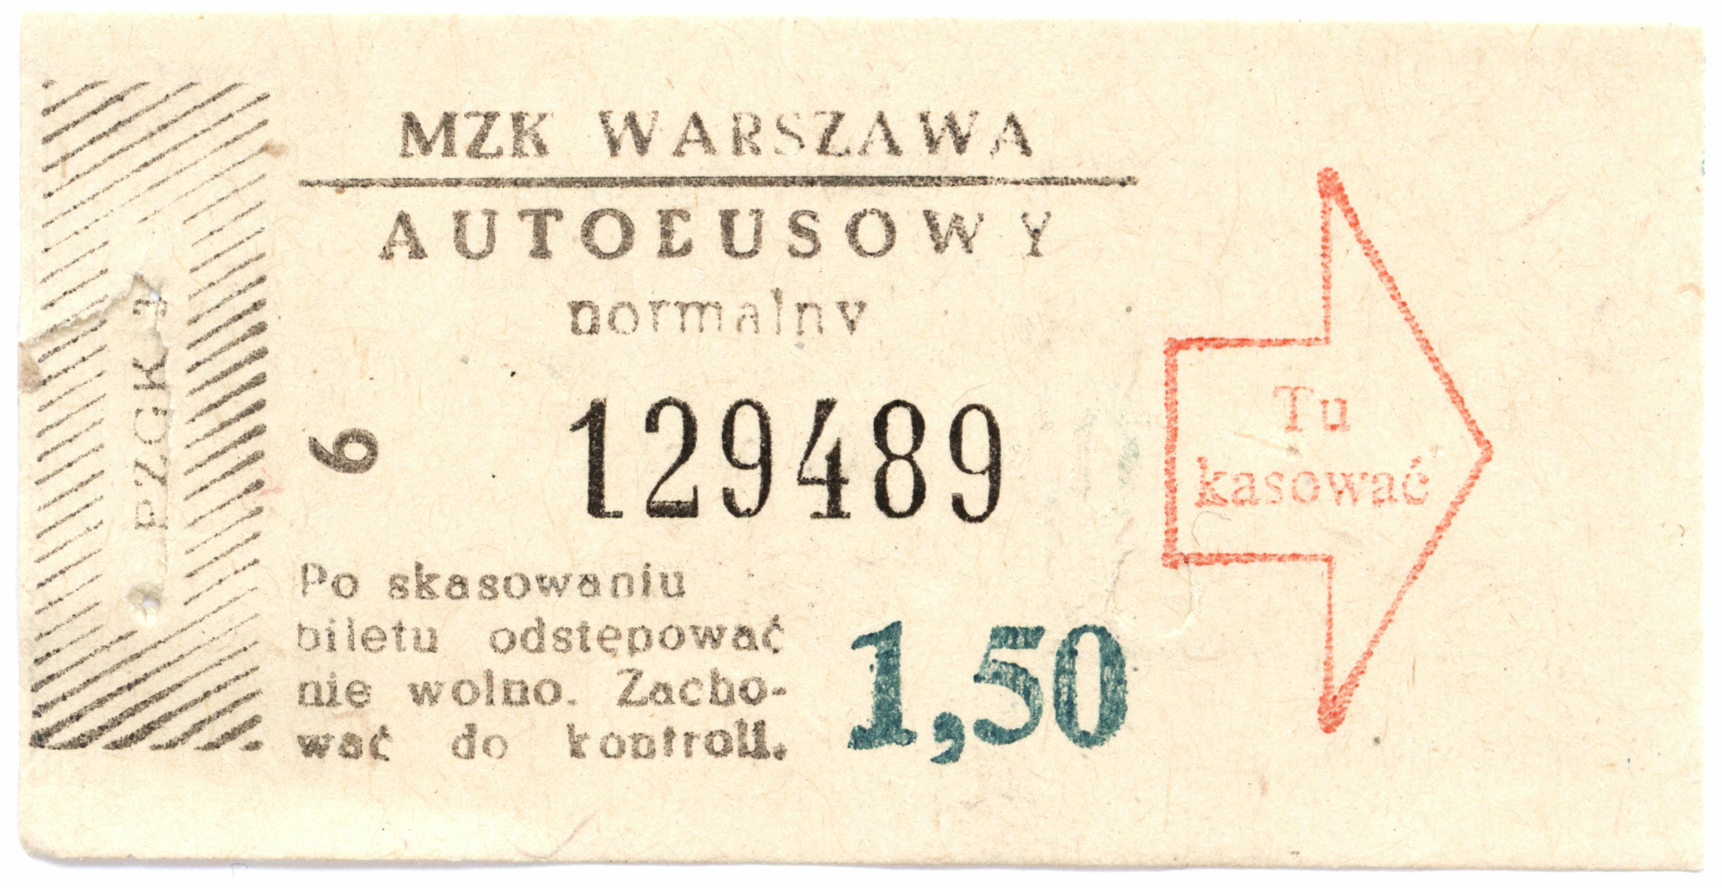 MZK WARSZAWA
AUTOBUSOWY
normalny
6
129489
Po skasowaniu
biletu odstępować
nie wolno. Zacho-
wać do kontroli.
1,50
Tu
kasować
PZGK